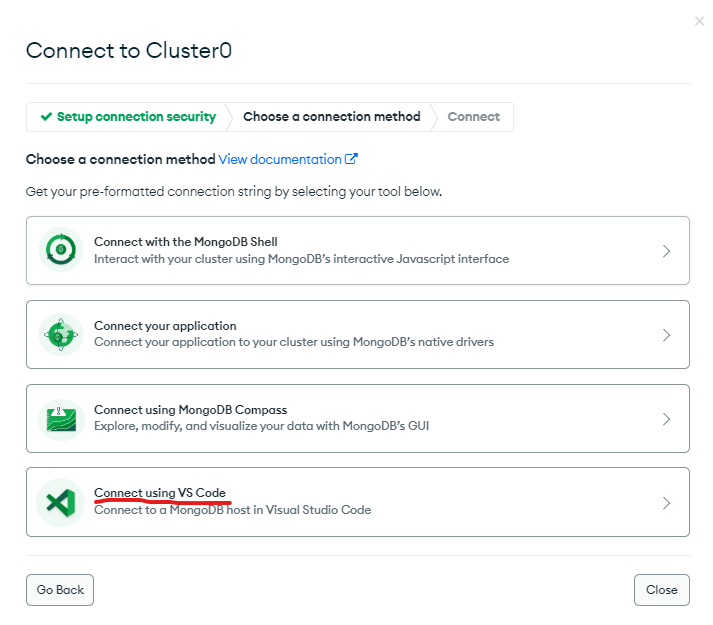 Connect to Cluster0
Setup connection security
Choose a connection method
Connect
Choose a connection method View documentation
Get your pre-formatted connection string by selecting your tool below.
Connect with the MongoDB Shell
Interact with your cluster using MongoDB's interactive Javascript interface
Connect your application
Connect your application to your cluster using MongoDB's native drivers
Connect using MongoDB Compass
Explore, modify, and visualize your data with MongoDB's GUI
Connect using VS Code
Connect to a MongoDB host in Visual Studio Code
Go Back
Close